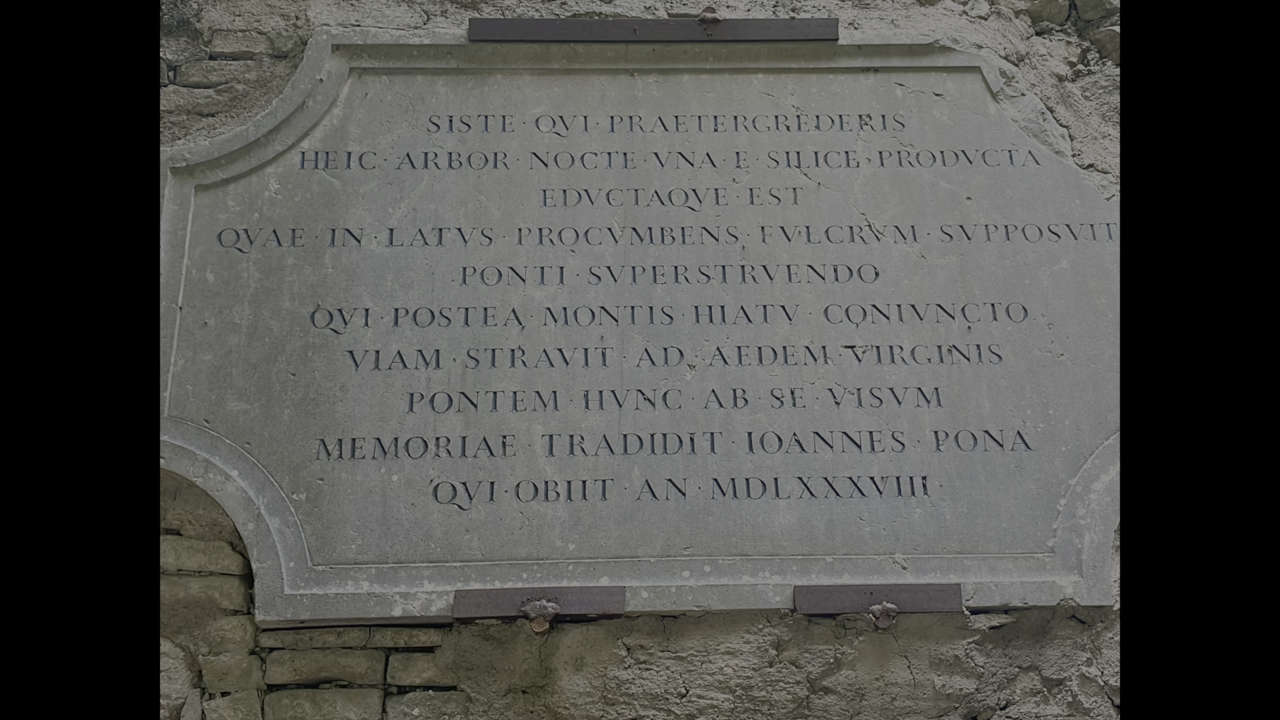 SISTE · QVI · PRAETERGREDERIS
HEIC · ARBOR · NOCTE · VNA · E · SILICE · PRODVCTA
EDVCTAQVE · EST
QVAE · IN · LATVS · PROCVMBENS · FVLCRVM · SVPPOSVIT
PONTI · SVPERSTRVENDO
QVI · POSTEA · MONTIS · HIATV · CONIVNCTO
VIAM · STRAVIT · AD · AEDEM · VIRGINIS
PONTEM · HVNC · AB · SE · VISVM
MEMORIAE · TRADIDIT · IOANNES · PONA
QVI · OBIIT · AN · MDLXXXVIII ·